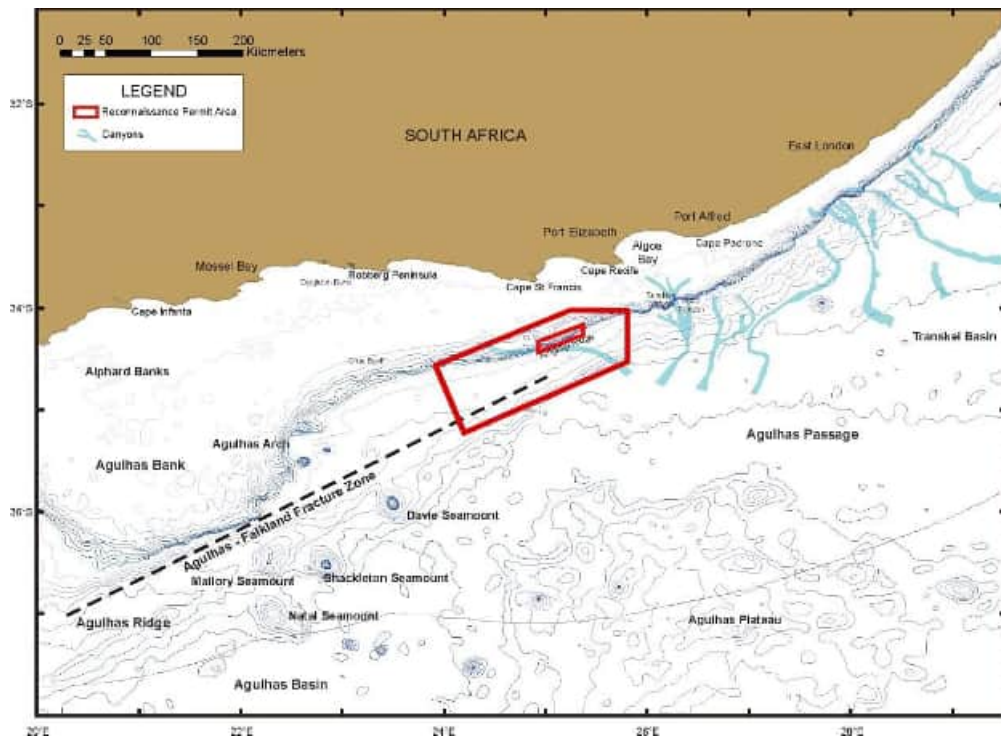 0 25 50 100 150 200
Kilometers
LEGEND
Reconnaissance Permit Area
Canyons
32°S
SOUTH AFRICA
East London
Port Alfred
Port Elizabeth
Algoa
Bay
Cape Padrone
Mossel Bay
Robberg Peninsula
Cape Recife
Cape St Francis
Cape Infanta
34°S
Transkei Basin
Alphard Banks
Agulhas Arch
Agulhas Passage
Agulhas Bank
Agulhas - Falkland Fracture Zone
36°S
Davie Seamount
Mallory Seamount
Shackleton Seamount
Natal Seamount
Agulhas Ridge
Agulhas Plateau
Agulhas Basin
20°E
22°E
24°E
26°E
28°E